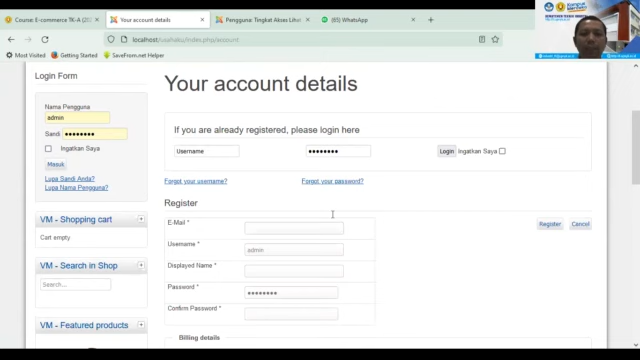 Course: E-commerce TK-A (2
Your account details
Pengguna: Tingkat Akses Lihat
(65) WhatsApp
localhost/usahaku/index.php/account
Most Visited
Getting Started
SaveFrom.net Helper
Login Form
Nama Pengguna
admin
Sandi ●●●●●●●●
Ingatkan Saya
Masuk
Lupa Sandi Anda?
Lupa Nama Pengguna?
VM - Shopping cart
Cart empty
VM - Search in Shop
Search...
VM - Featured products
Your account details
If you are already registered, please login here
Username
●●●●●●●●
Login
Ingatkan Saya
Forgot your username?
Forgot your password?
Register
Register
Cancel
E-Mail *
Username *
admin
Displayed Name *
Password *
●●●●●●●●
Confirm Password *
Billing details